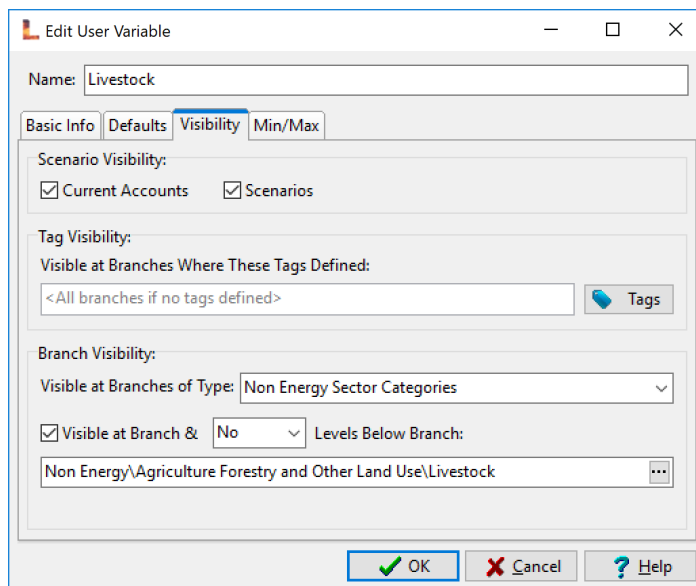 Edit User Variable
Name: Livestock
Basic Info Defaults Visibility Min/Max
Scenario Visibility:
Current Accounts Scenarios
Tag Visibility:
Visible at Branches Where These Tags Defined:
<All branches if no tags defined> Tags
Branch Visibility:
Visible at Branches of Type: Non Energy Sector Categories
Visible at Branch & No Levels Below Branch:
Non Energy\Agriculture Forestry and Other Land Use\Livestock ...
OK Cancel ? Help